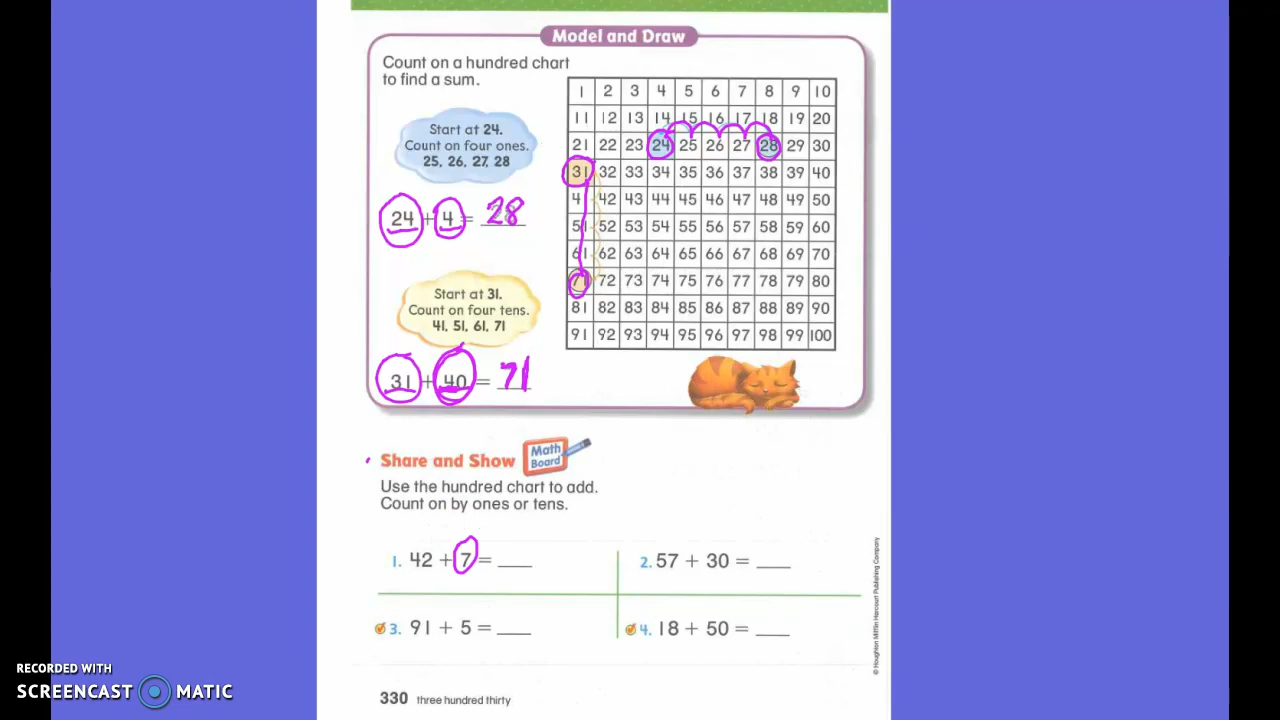 Model and Draw
Count on a hundred chart
to find a sum.
Start at 24.
Count on four ones.
25, 26, 27, 28
24 + 4 = 28
Start at 31.
Count on four tens.
41, 51, 61, 71
31 + 40 = 71
1 2 3 4 5 6 7 8 9 10
11 12 13 14 15 16 17 18 19 20
21 22 23 24 25 26 27 28 29 30
31 32 33 34 35 36 37 38 39 40
41 42 43 44 45 46 47 48 49 50
51 52 53 54 55 56 57 58 59 60
61 62 63 64 65 66 67 68 69 70
71 72 73 74 75 76 77 78 79 80
81 82 83 84 85 86 87 88 89 90
91 92 93 94 95 96 97 98 99 100
Share and Show
Math
Board
Use the hundred chart to add.
Count on by ones or tens.
1. 42 + 7 = ___
2. 57 + 30 = ___
3. 91 + 5 = ___
4. 18 + 50 = ___
© Houghton Mifflin Harcourt Publishing Company
330 three hundred thirty
RECORDED WITH
SCREENCAST MATIC